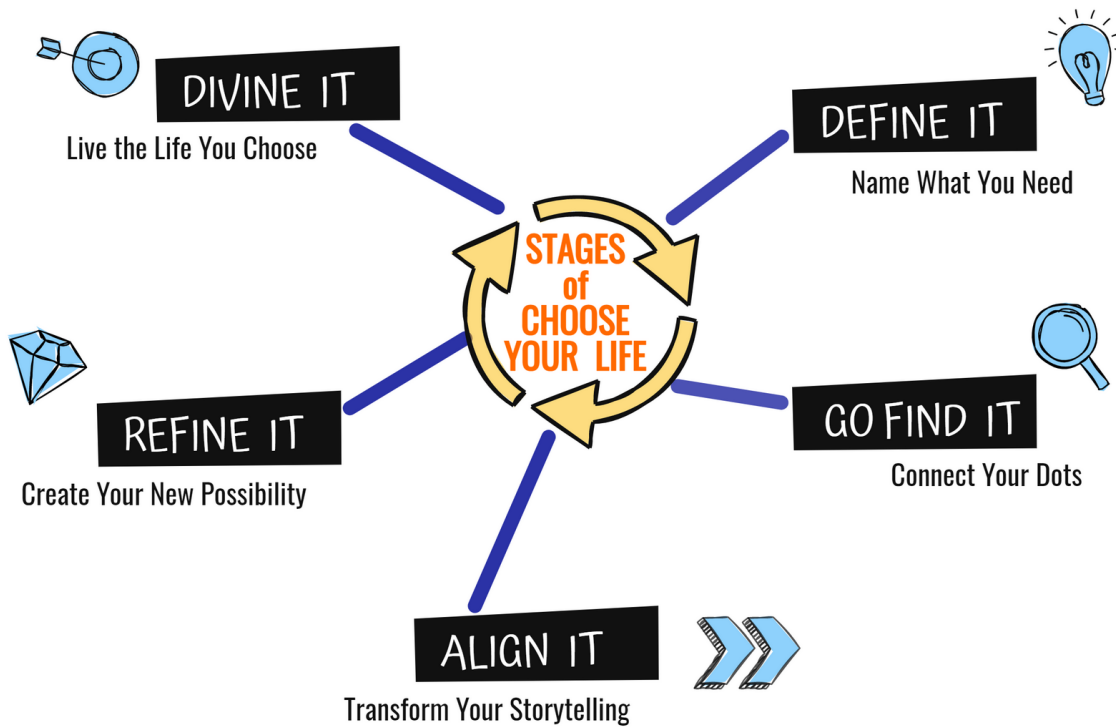 DIVINE IT
Live the Life You Choose
DEFINE IT
Name What You Need
STAGES
of
CHOOSE
YOUR LIFE
REFINE IT
Create Your New Possibility
GO FIND IT
Connect Your Dots
ALIGN IT
Transform Your Storytelling